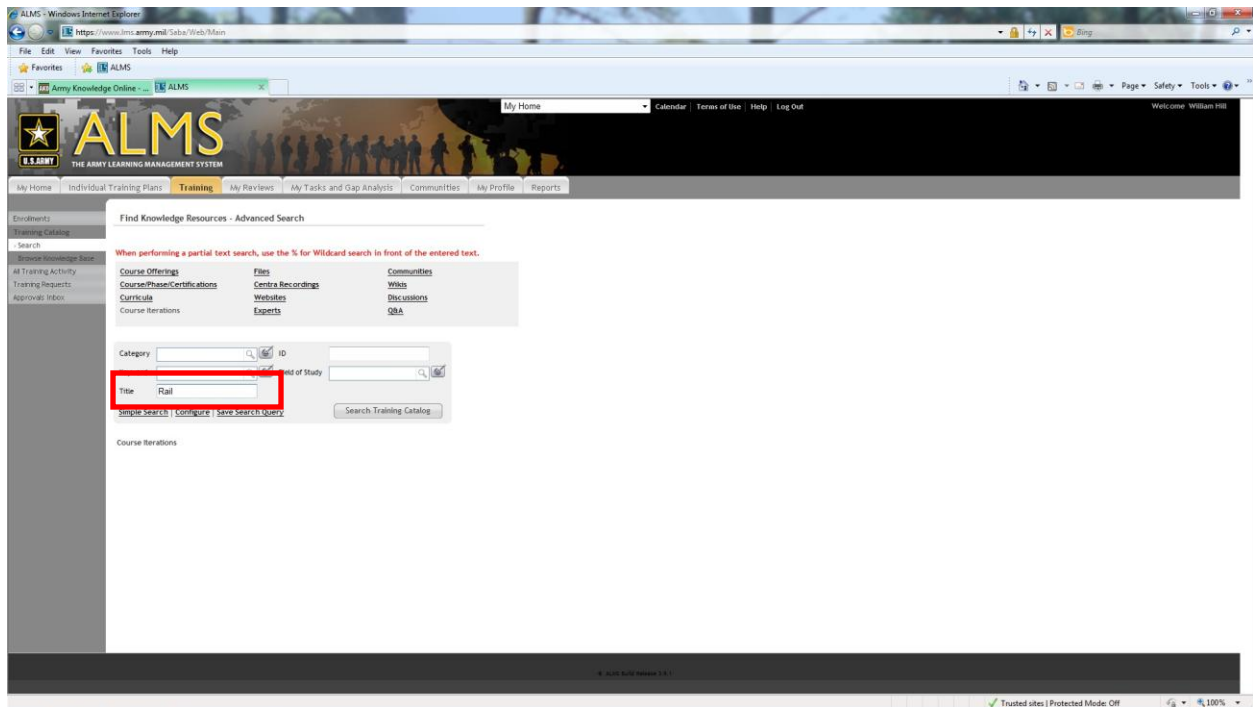 ALMS - Windows Internet Explorer
https://www.lms.army.mil/Saba/Web/Main
Bing
File Edit View Favorites Tools Help
Favorites ALMS
Army Knowledge Online - ... ALMS x
Page Safety Tools
My Home Calendar | Terms of Use | Help | Log Out Welcome William Hill
ALMS
U.S.ARMY THE ARMY LEARNING MANAGEMENT SYSTEM
My Home Individual Training Plans Training My Reviews My Tasks and Gap Analysis Communities My Profile Reports
Enrolments
Training Catalog
- Search
Browse Knowledge Base
All Training Activity
Training Requests
Approvals Inbox
Find Knowledge Resources - Advanced Search
When performing a partial text search, use the % for Wildcard search in front of the entered text.
Course Offerings Files Communities
Course/Phase/Certifications Centra Recordings Wikis
Curricula Websites Discussions
Course Iterations Experts Q&A
Category ID
Field of Study
Title Rail
Simple Search | Configure | Save Search Query Search Training Catalog
Course Iterations
Trusted sites | Protected Mode: Off 100%